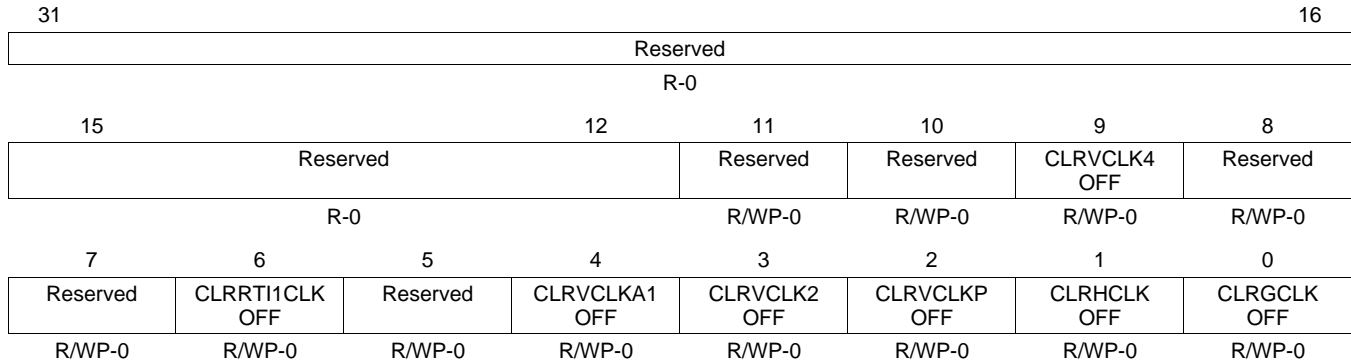 31 16
Reserved
R-0
15 12 11 10 9 8
Reserved Reserved Reserved CLRVCLK4 Reserved
OFF
R-0 R/WP-0 R/WP-0 R/WP-0 R/WP-0
7 6 5 4 3 2 1 0
Reserved CLRRTI1CLK Reserved CLRVCLKA1 CLRVCLK2 CLRVCLKP CLRHCLK CLRGCLK
OFF OFF OFF OFF OFF OFF
R/WP-0 R/WP-0 R/WP-0 R/WP-0 R/WP-0 R/WP-0 R/WP-0 R/WP-0